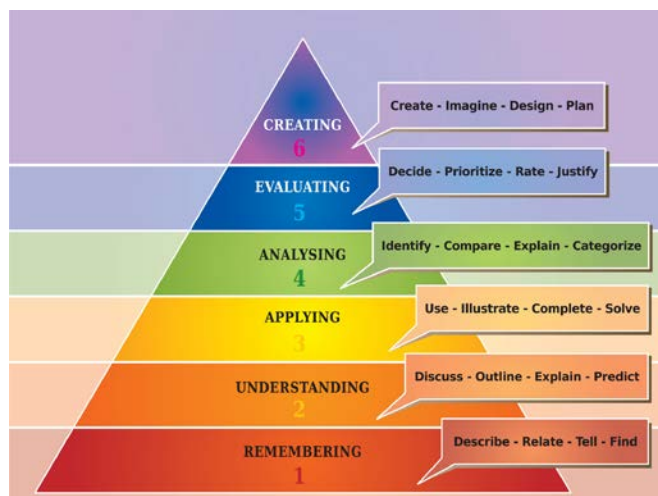 Create - Imagine - Design - Plan
CREATING
6
Decide - Prioritize - Rate - Justify
EVALUATING
5
Identify - Compare - Explain - Categorize
ANALYSING
4
Use - Illustrate - Complete - Solve
APPLYING
3
Discuss - Outline - Explain - Predict
UNDERSTANDING
2
Describe - Relate - Tell - Find
REMEMBERING
1